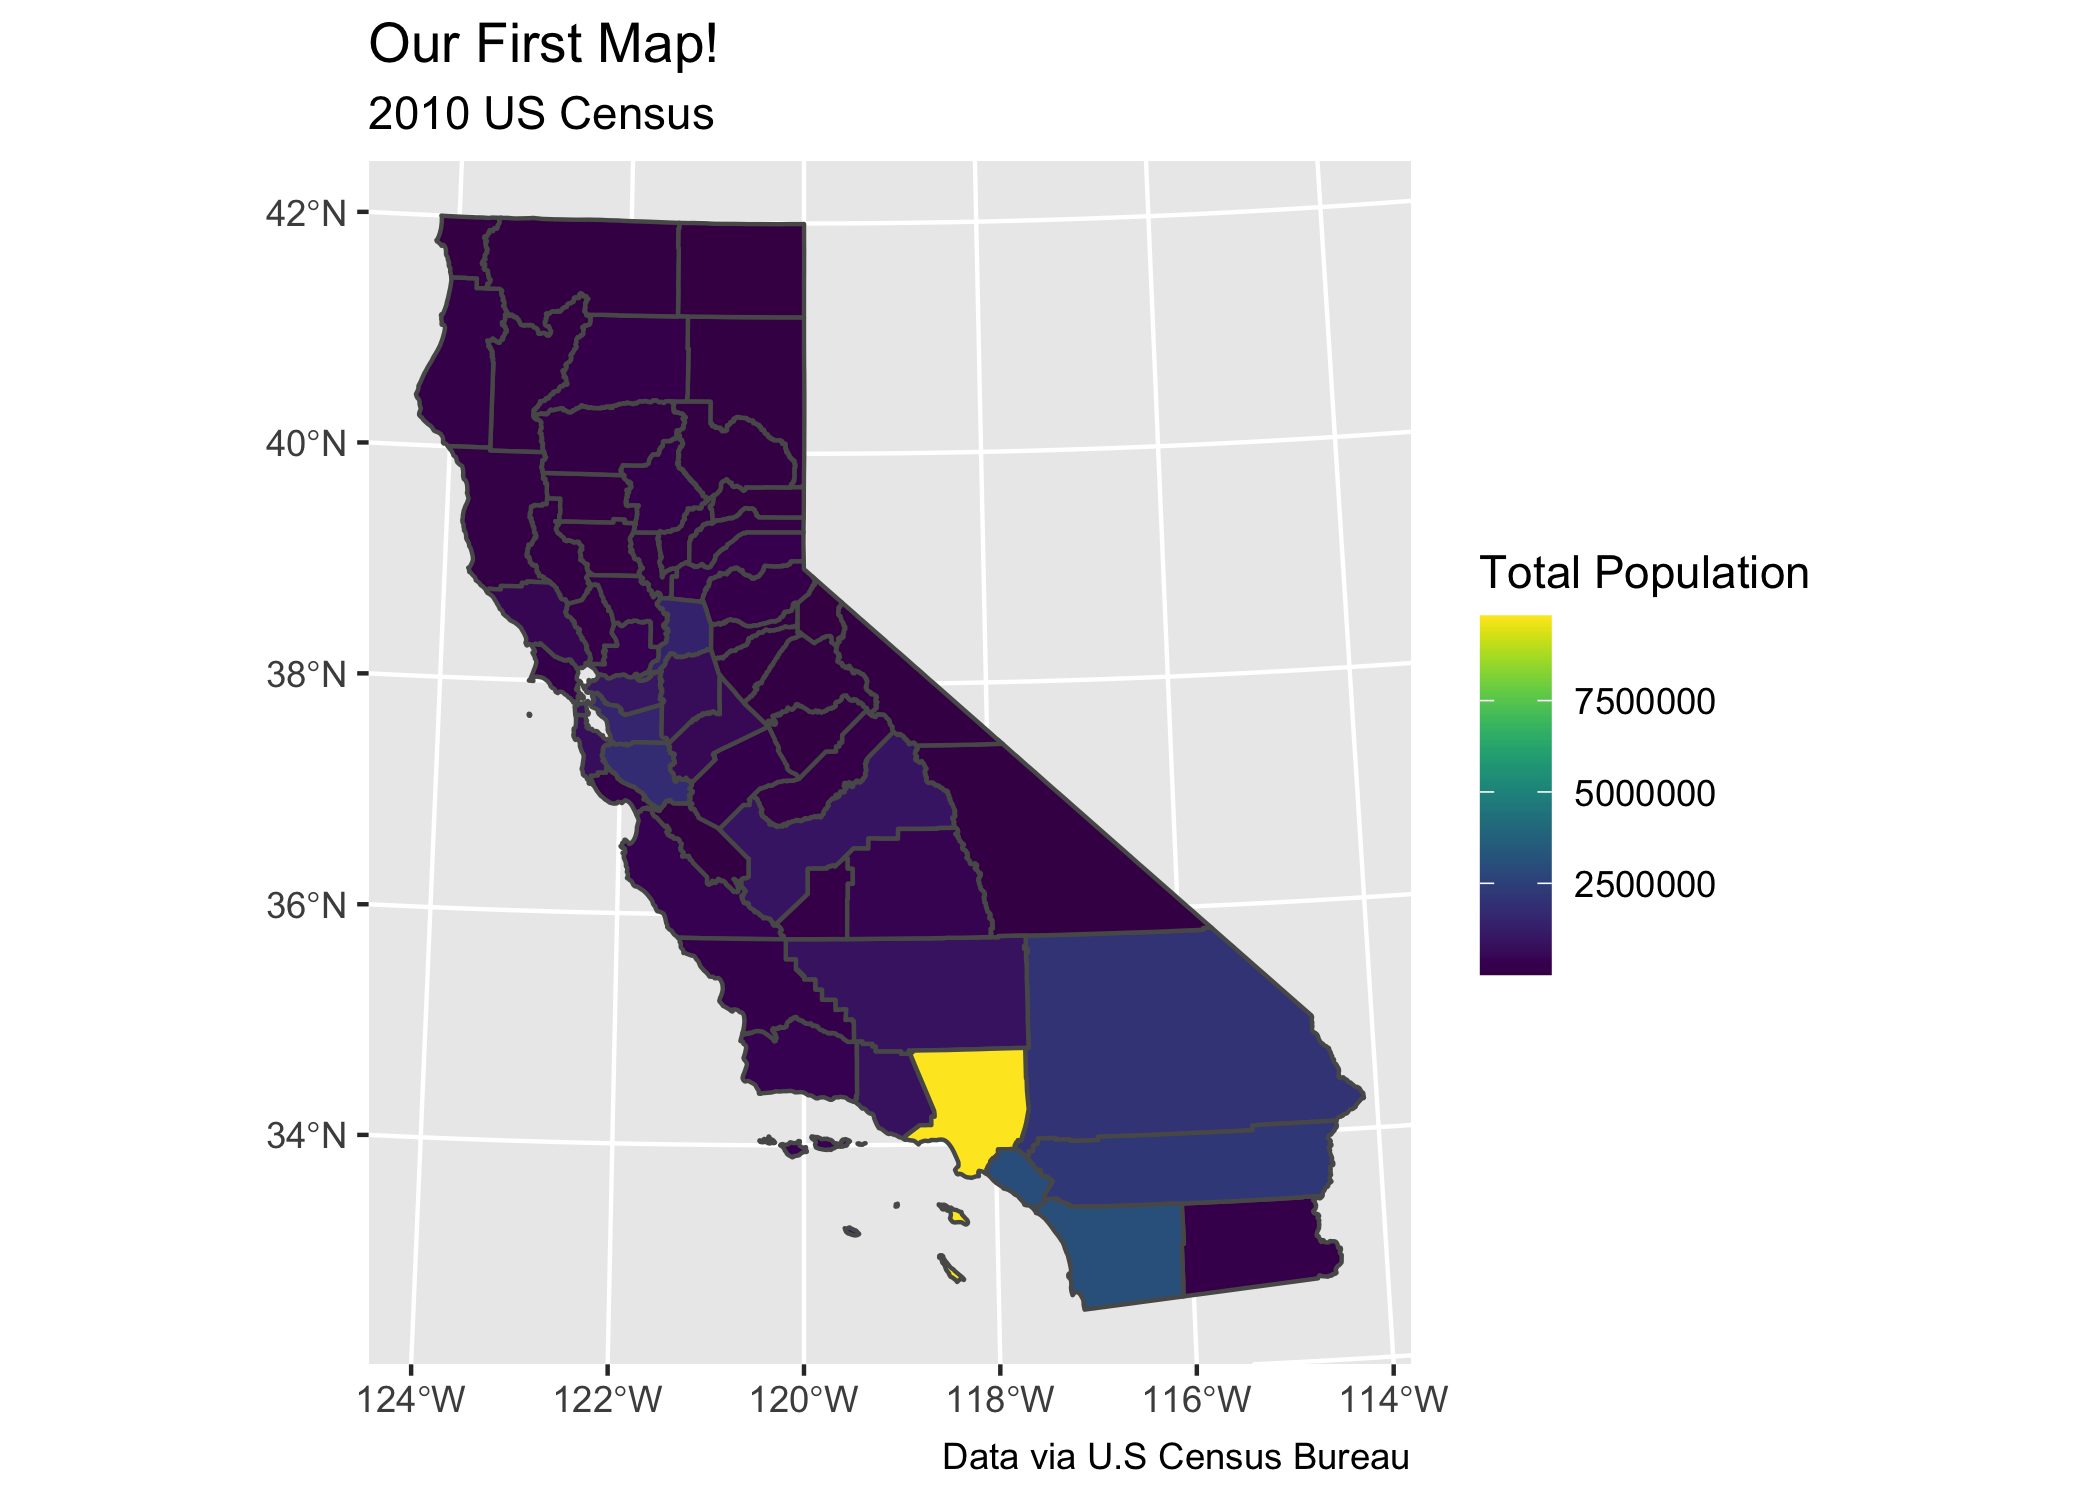 Our First Map!
2010 US Census
42°N
40°N
38°N
36°N
34°N
124°W
122°W
120°W
118°W
116°W
114°W
Total Population
7500000
5000000
2500000
Data via U.S Census Bureau